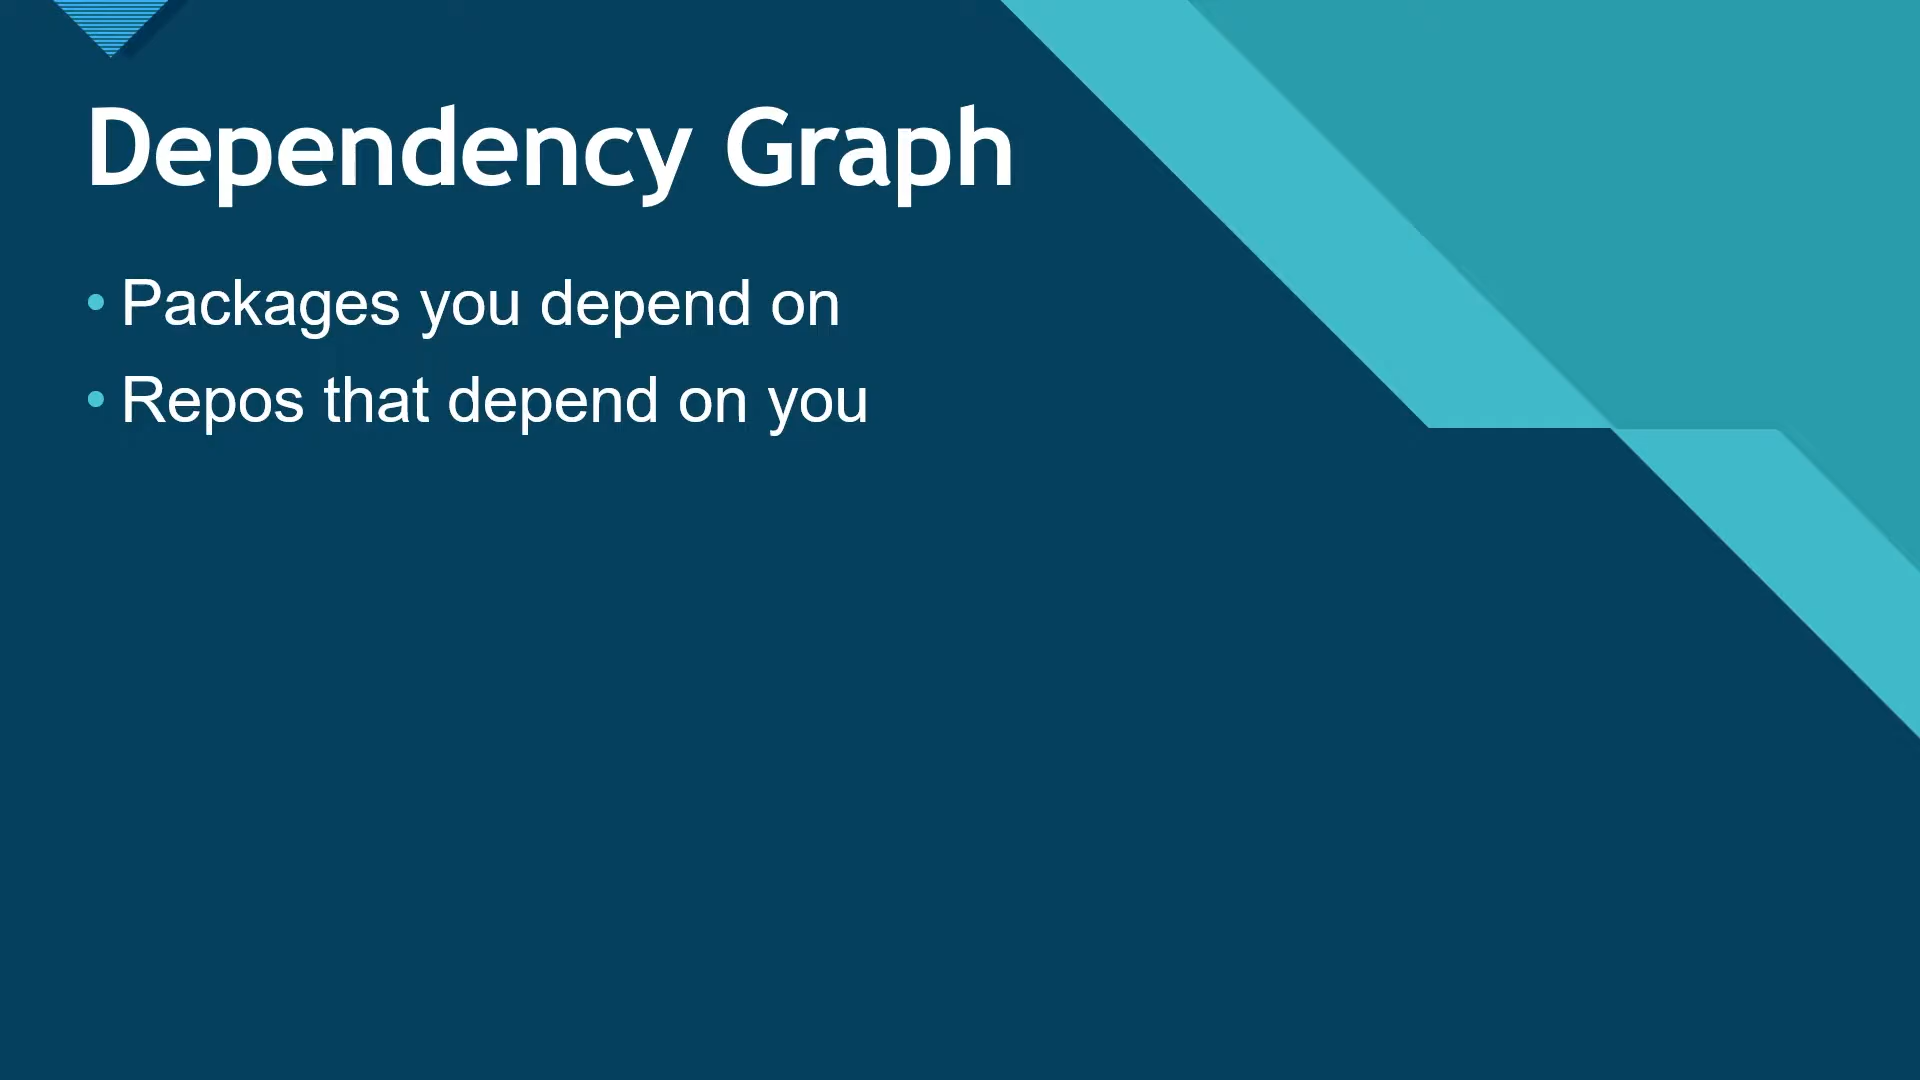 Dependency Graph
• Packages you depend on
• Repos that depend on you